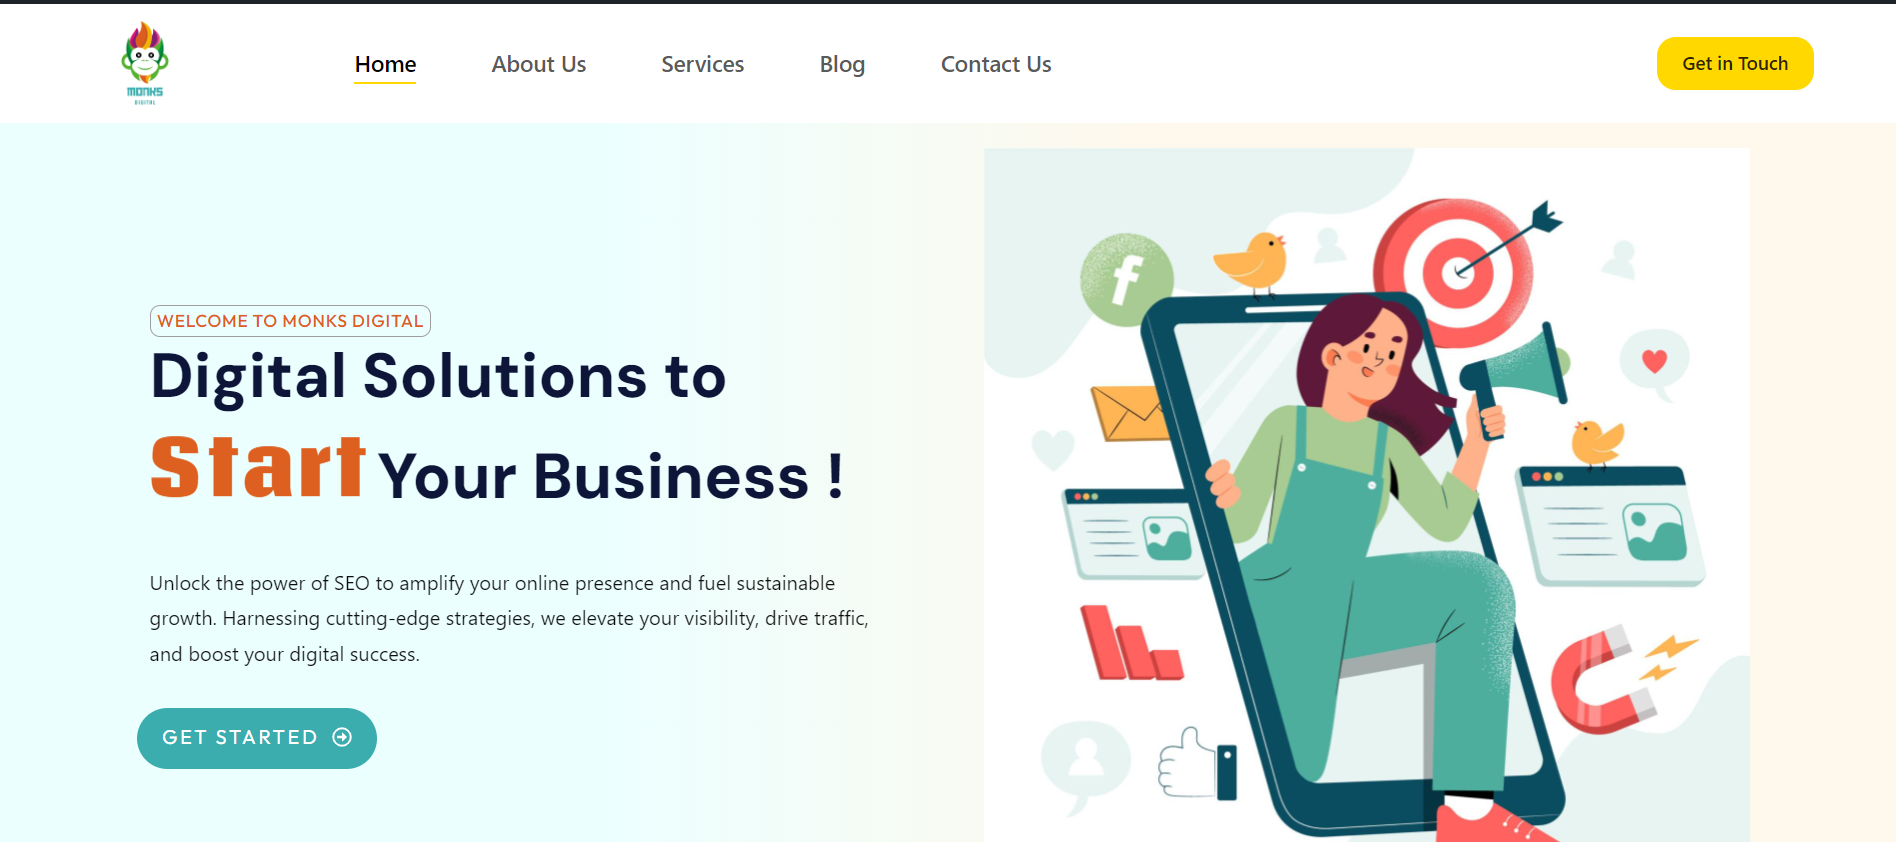 MONKS
DIGITAL
Home
About Us
Services
Blog
Contact Us
Get in Touch
WELCOME TO MONKS DIGITAL
Digital Solutions to
Start Your Business !
Unlock the power of SEO to amplify your online presence and fuel sustainable
growth. Harnessing cutting-edge strategies, we elevate your visibility, drive traffic,
and boost your digital success.
GET STARTED
f